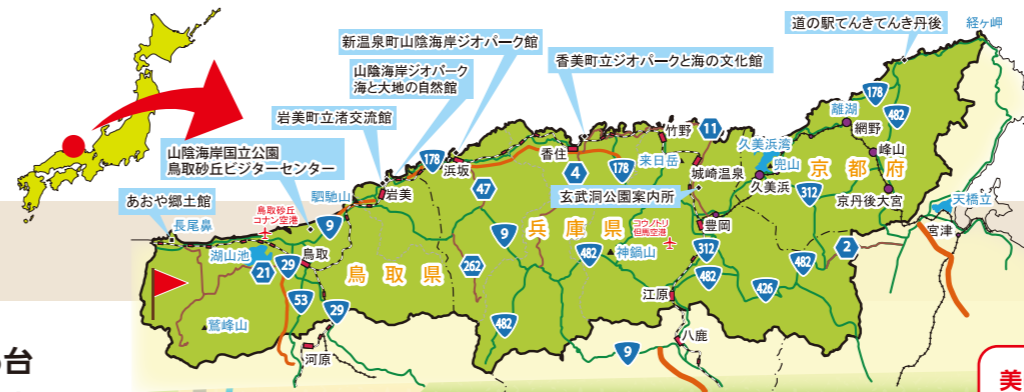 道の駅てんきてんき丹後
経ヶ岬
新温泉町山陰海岸ジオパーク館
香美町立ジオパークと海の文化館
山陰海岸ジオパーク
海と大地の自然館
岩美町立渚交流館
山陰海岸国立公園
鳥取砂丘ビジターセンター
あおや郷土館
長尾鼻
鳥取砂丘
コナン空港
駟馳山
岩美
178
浜坂
香住
竹野
11
178
482
離湖
網野
峰山
久美浜湾
兜山
京都府
久美浜
312
京丹後大宮
天橋立
宮津
来日岳
城崎温泉
4
178
47
玄武洞公園案内所
豊岡
コウノトリ
但馬空港
兵庫県
9
482
神鍋山
312
482
2
482
426
江原
八鹿
9
482
262
鳥取県
9
湖山池
21
29
鳥取
53
29
鷲峰山
河原
台
美